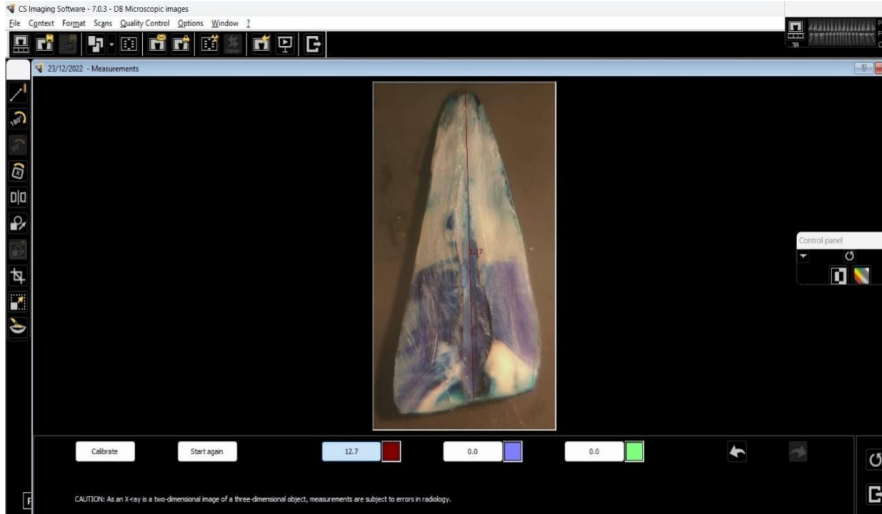 CS Imaging Software - 7.0.3 - DB Microscopic images
File Context Format Scans Quality Control Options Window ?
38
23/12/2022 - Measurements
180°
12.7
Control panel
Calibrate Start again 12.7 0.0 0.0
CAUTION: As an X-ray is a two-dimensional image of a three-dimensional object, measurements are subject to errors in radiology.